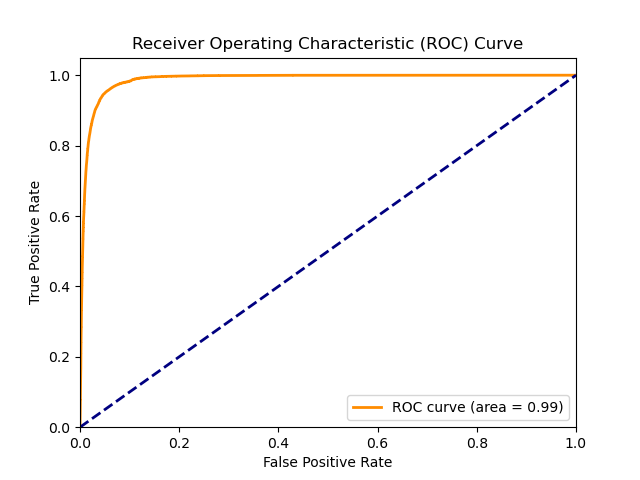 Receiver Operating Characteristic (ROC) Curve
1.0
0.8
0.6
0.4
0.2
0.0
True Positive Rate
ROC curve (area = 0.99)
0.0 0.2 0.4 0.6 0.8 1.0
False Positive Rate